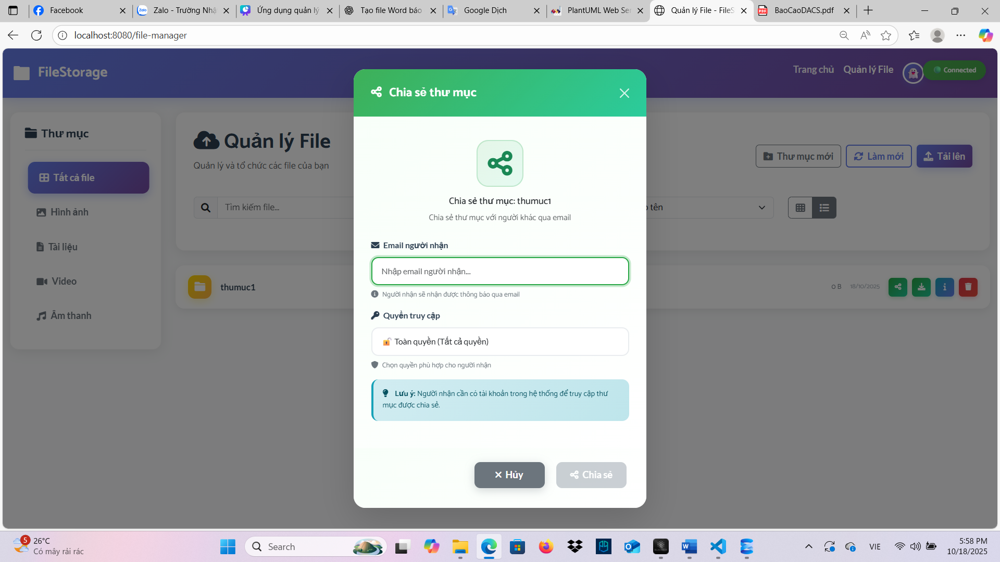 Facebook
Zalo - Trường Nhậ
Ứng dụng quản lý
Tạo file Word báo
Google Dịch
PlantUML Web Ser
Quản lý File - FileS
BaoCaoDACS.pdf
localhost:8080/file-manager
FileStorage
Trang chủ
Quản lý File
Connected
Thư mục
Tất cả file
Hình ảnh
Tài liệu
Video
Âm thanh
Quản lý File
Quản lý và tổ chức các file của bạn
Thư mục mới
Làm mới
Tải lên
Tìm kiếm file...
tên
thumuc1
0 B
18/10/2025
Chia sẻ thư mục
Chia sẻ thư mục: thumuc1
Chia sẻ thư mục với người khác qua email
Email người nhận
Nhập email người nhận...
Người nhận sẽ nhận được thông báo qua email
Quyền truy cập
Toàn quyền (Tất cả quyền)
Chọn quyền phù hợp cho người nhận
Lưu ý: Người nhận cần có tài khoản trong hệ thống để truy cập thư
mục được chia sẻ.
Hủy
Chia sẻ
5
26°C
Có mây rải rác
Search
VIE
5:58 PM
10/18/2025